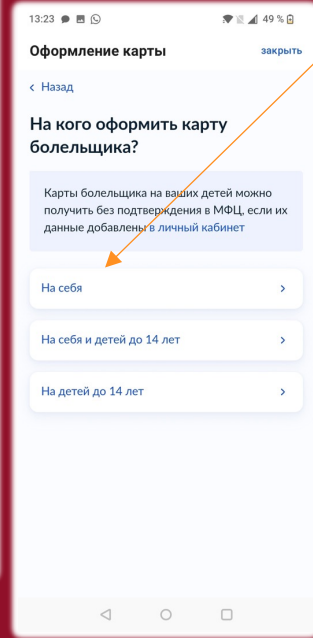 13:23 49 %
Оформление карты закрыть
Назад
На кого оформить карту
болельщика?
Карты болельщика на ваших детей можно
получить без подтверждения в МФЦ, если их
данные добавлены в личный кабинет
На себя
На себя и детей до 14 лет
На детей до 14 лет